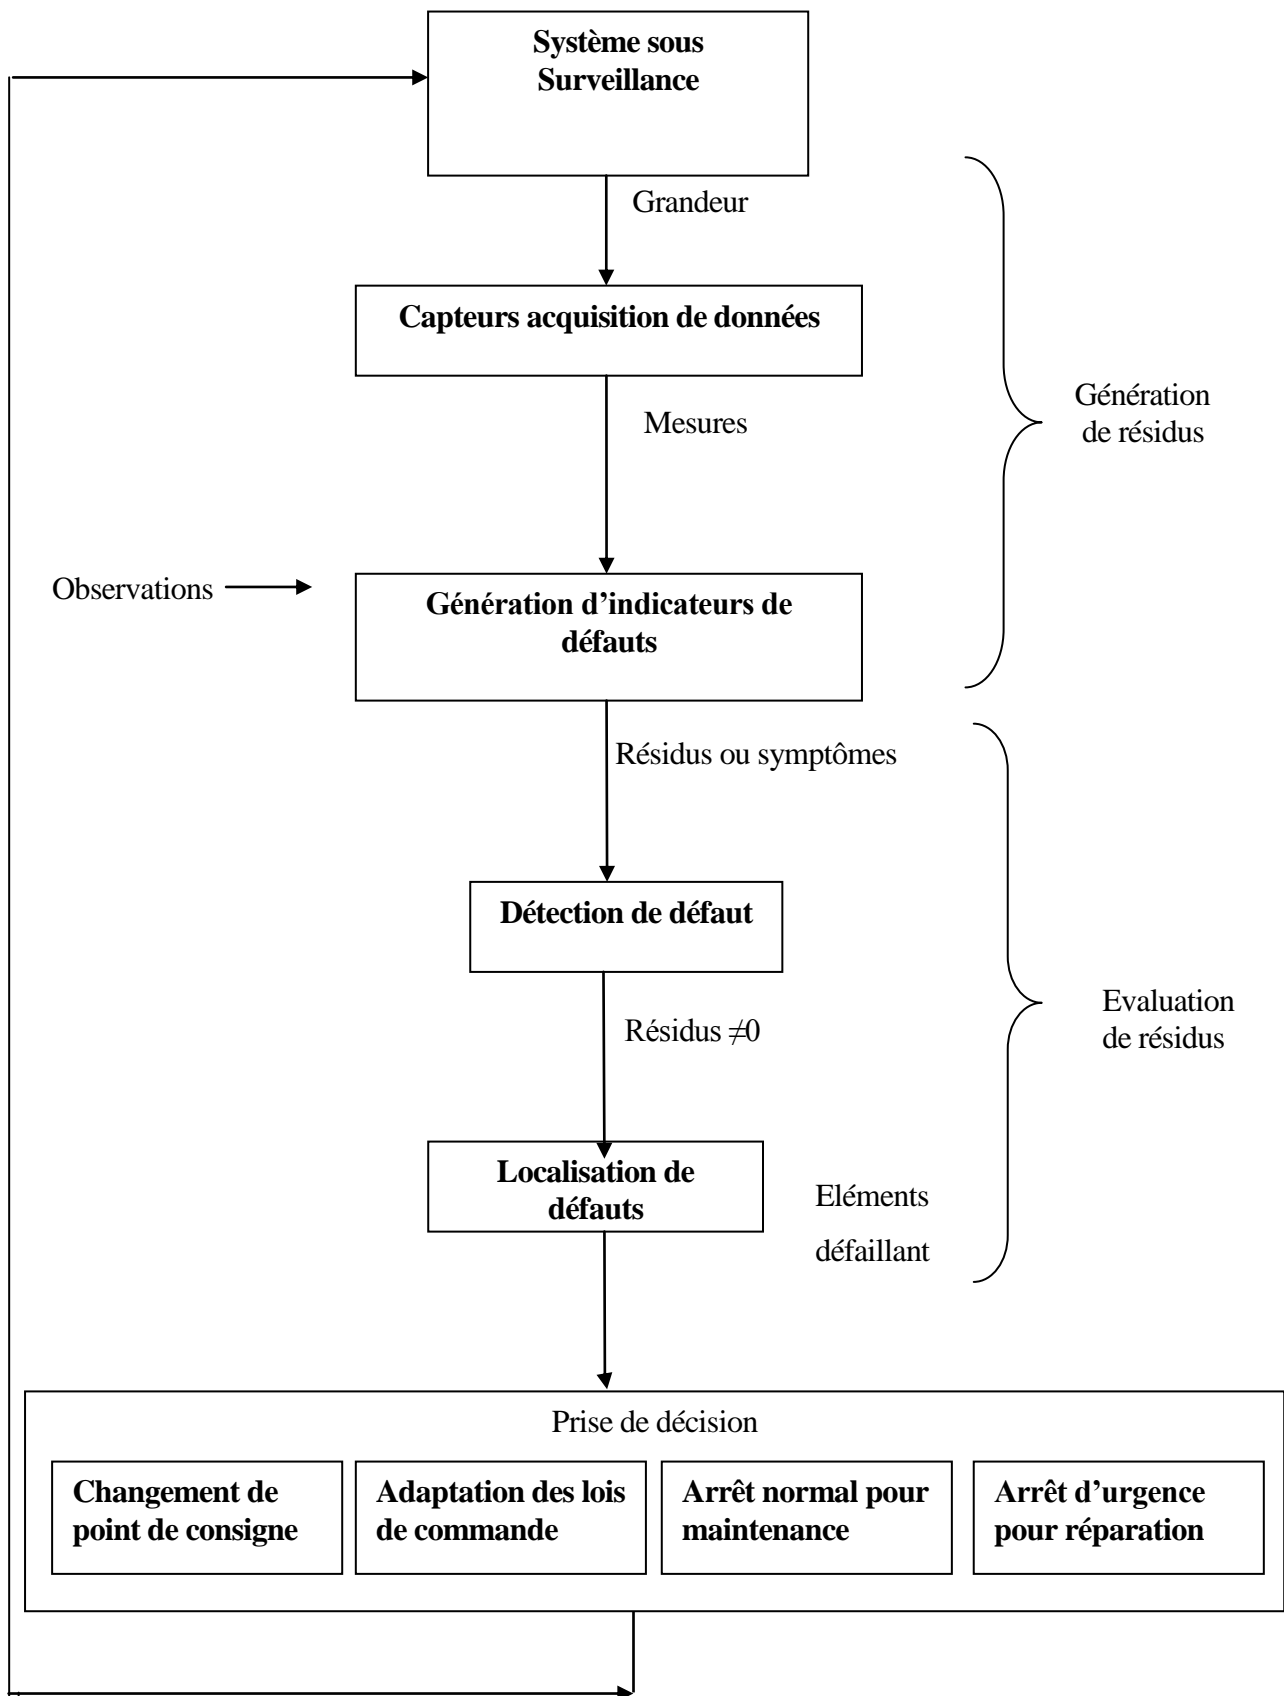 Système sous
Surveillance
Grandeur
Capteurs acquisition de données
Génération
de résidus
Mesures
Observations
Génération d’indicateurs de
défauts
Résidus ou symptômes
Détection de défaut
Evaluation
de résidus
Résidus ≠0
Localisation de
défauts
Eléments
défaillant
Prise de décision
Changement de
point de consigne
Adaptation des lois
de commande
Arrêt normal pour
maintenance
Arrêt d’urgence
pour réparation